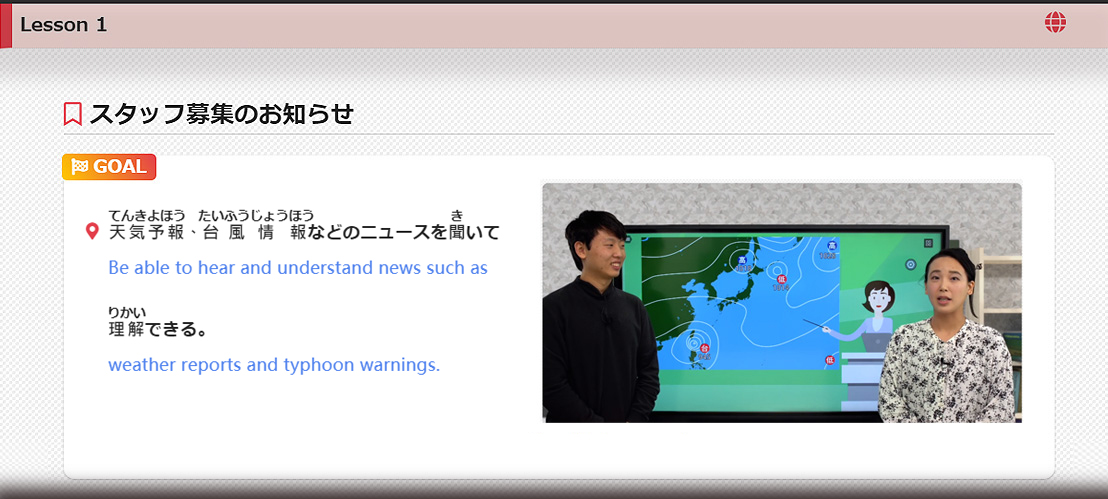 Lesson 1
スタッフ募集のお知らせ
GOAL
てんきよほう たいふうじょうほう き
天気予報、台風情報などのニュースを聞いて
Be able to hear and understand news such as
りかい
理解できる。
weather reports and typhoon warnings.
高
高
低
台
低